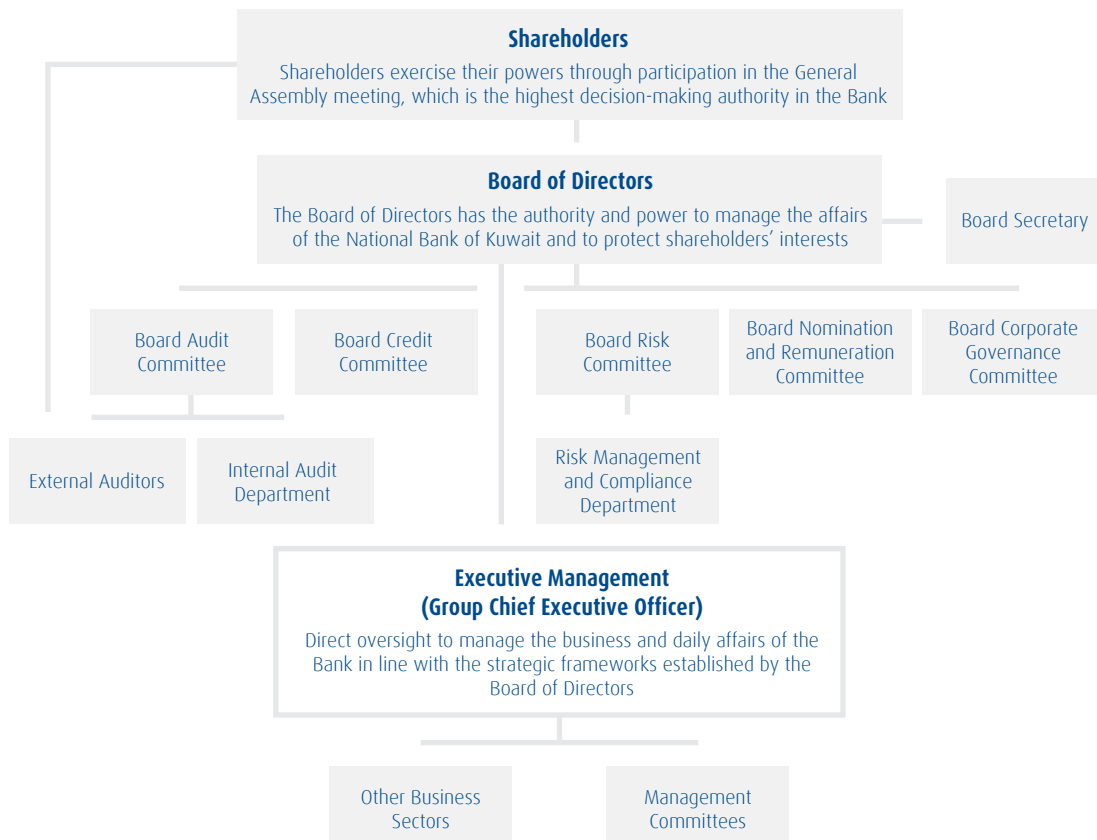 Shareholders
Shareholders exercise their powers through participation in the General
Assembly meeting, which is the highest decision-making authority in the Bank
Board of Directors
The Board of Directors has the authority and power to manage the affairs
of the National Bank of Kuwait and to protect shareholders’ interests
Board Secretary
Board Audit
Committee
Board Credit
Committee
Board Risk
Committee
Board Nomination
and Remuneration
Committee
Board Corporate
Governance
Committee
External Auditors
Internal Audit
Department
Risk Management
and Compliance
Department
Executive Management
(Group Chief Executive Officer)
Direct oversight to manage the business and daily affairs of the
Bank in line with the strategic frameworks established by the
Board of Directors
Other Business
Sectors
Management
Committees